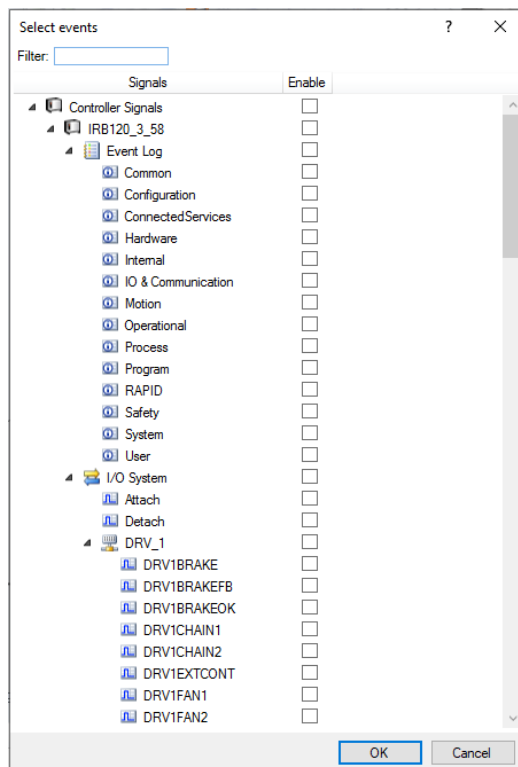 Select events ?
Filter:
Signals Enable
Controller Signals
IRB120_3_58
Event Log
Common
Configuration
ConnectedServices
Hardware
Internal
IO & Communication
Motion
Operational
Process
Program
RAPID
Safety
System
User
I/O System
Attach
Detach
DRV_1
DRV1BRAKE
DRV1BRAKEFB
DRV1BRAKEOK
DRV1CHAIN1
DRV1CHAIN2
DRV1EXTCONT
DRV1FAN1
DRV1FAN2
OK Cancel